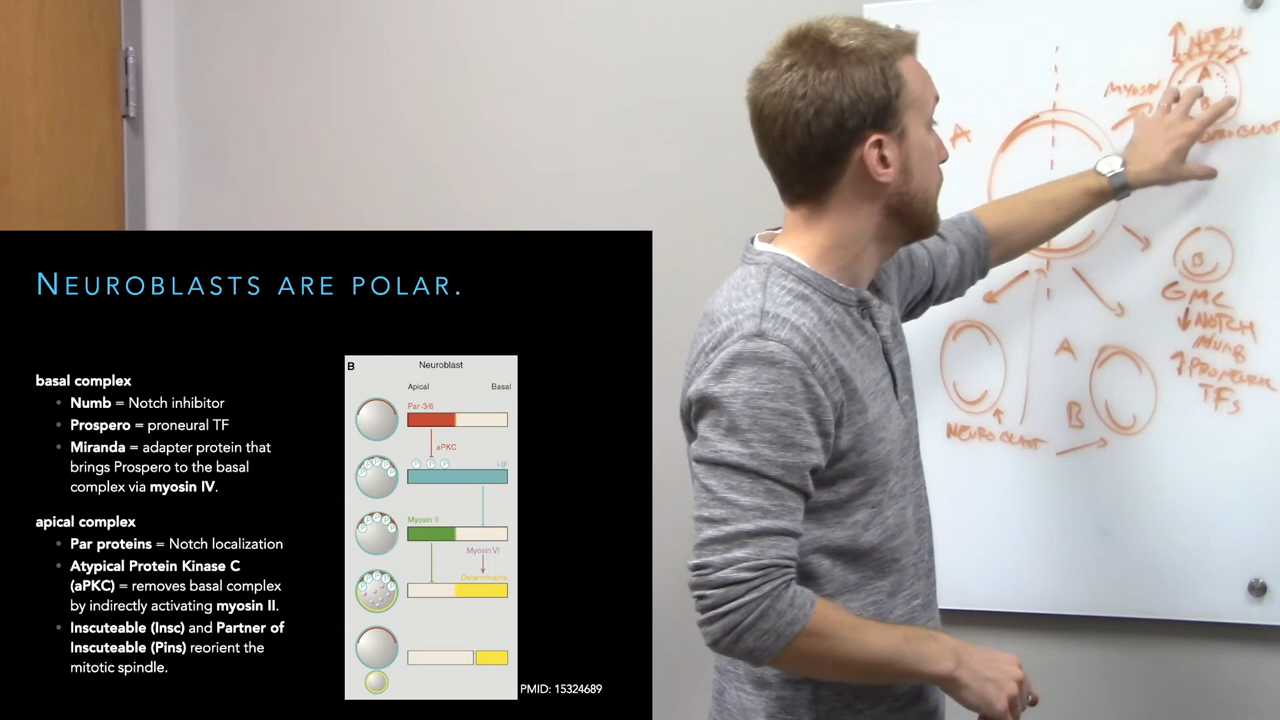 NEUROBLASTS ARE POLAR.
basal complex
• Numb = Notch inhibitor
• Prospero = proneural TF
• Miranda = adapter protein that
brings Prospero to the basal
complex via myosin IV.
apical complex
• Par proteins = Notch localization
• Atypical Protein Kinase C
(aPKC) = removes basal complex
by indirectly activating myosin II.
• Inscuteable (Insc) and Partner of
Inscuteable (Pins) reorient the
mitotic spindle.
B Neuroblast
Apical Basal
Par-3/6
aPKC
P P P Lgl
Myosin II
Myosin VI
Determinants
PMID: 15324689
NOTCH
MYOSIN
A
B
A
B
GMC
↓NOTCH
NUMB
↑PRONEURAL
TFs
A
B
NEUROBLAST